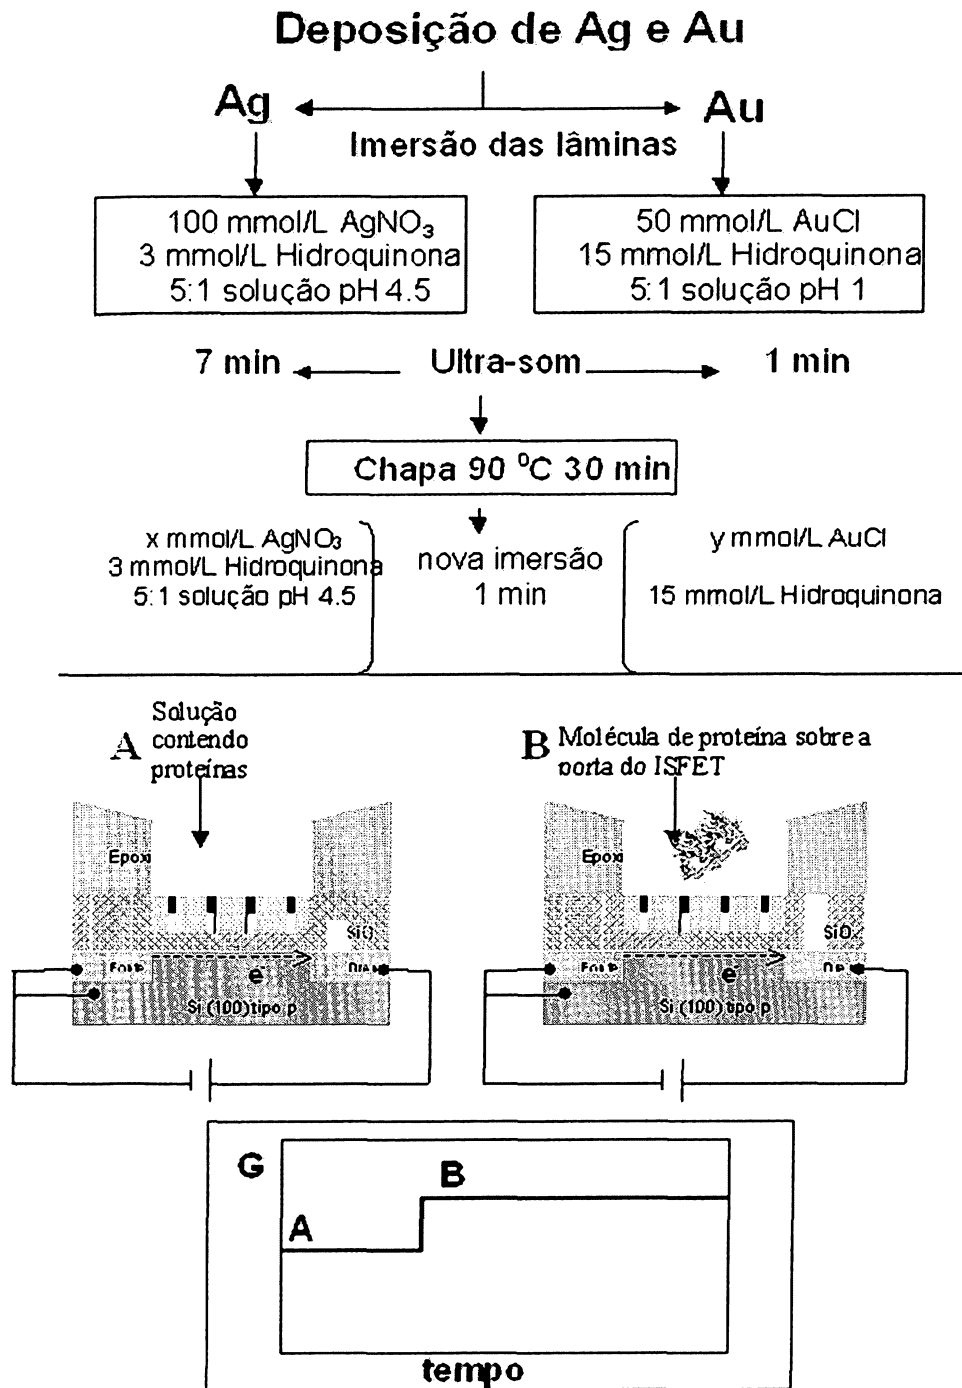 Deposição de Ag e Au
Ag
Au
Imersão das lâminas
100 mmol/L AgNO₃
3 mmol/L Hidroquinona
5:1 solução pH 4.5
50 mmol/L AuCl
15 mmol/L Hidroquinona
5:1 solução pH 1
7 min
Ultra-som
1 min
Chapa 90 ⁰C 30 min
x mmol/L AgNO₃
3 mmol/L Hidroquinona
5:1 solução pH 4.5
nova imersão
1 min
y mmol/L AuCl
15 mmol/L Hidroquinona
A
Solução
contendo
proteínas
B
Molécula de proteína sobre a
porta do ISFET
Epoxi
SiO
e
Si (100) tipo p
Epoxi
SiO
e
Si (100) tipo p
G
A
B
tempo